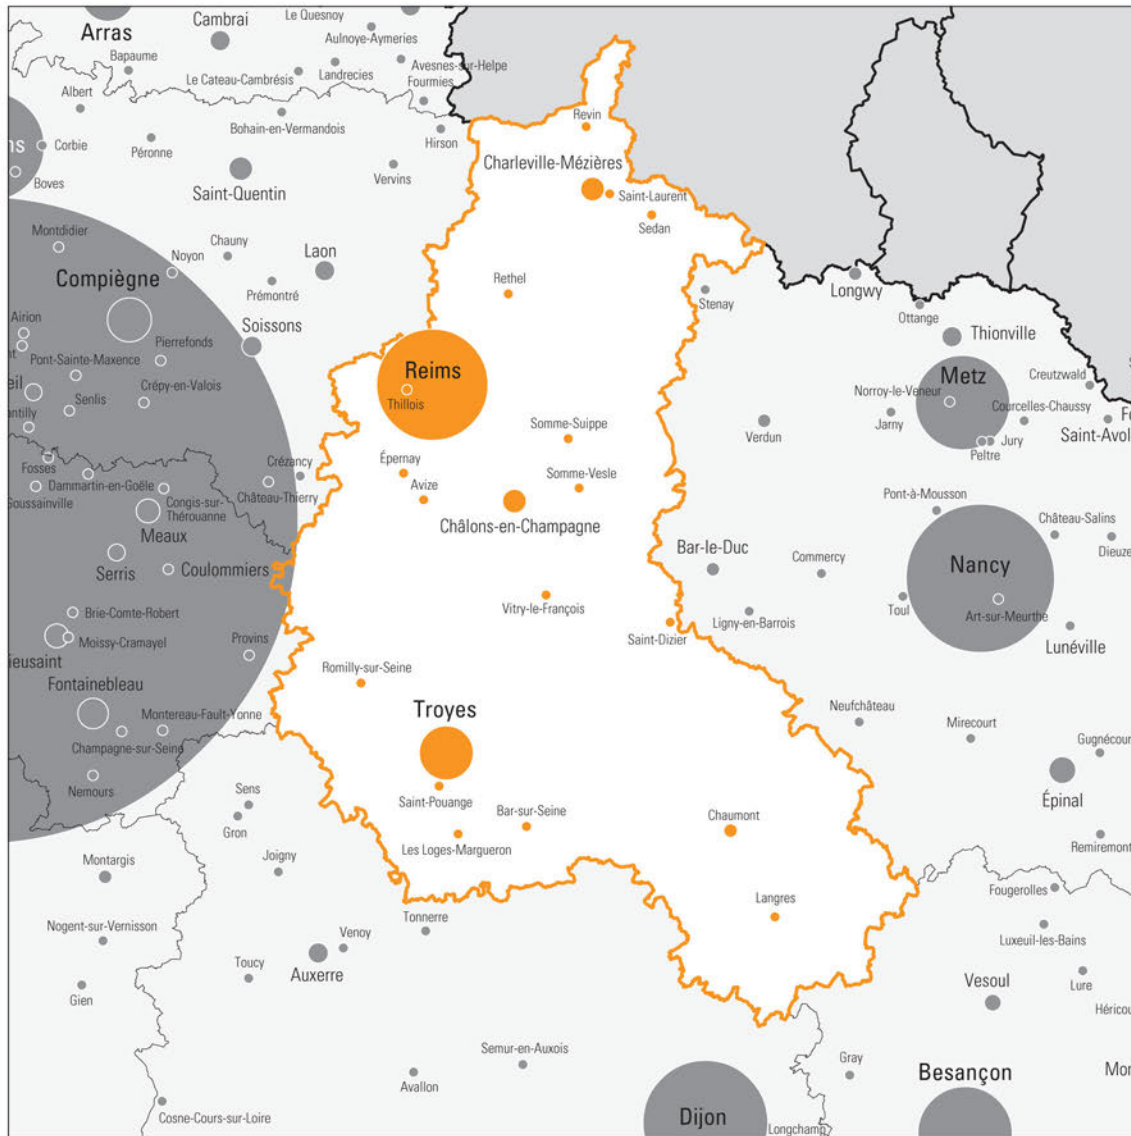 Arras
Cambrai
Le Quesnoy
Aulnoye-Aymeries
Bapaume
Le Cateau-Cambrésis
Landrecies
Avesnes-sur-Helpe
Fourmies
Albert
Bohain-en-Vermandois
Hirson
Revin
Corbie
Péronne
Boves
Saint-Quentin
Vervins
Charleville-Mézières
Saint-Laurent
Sedan
Montdidier
Noyon
Chauny
Laon
Compiègne
Prémontré
Rethel
Stenay
Longwy
Ottange
Airion
Soissons
Thionville
Pont-Sainte-Maxence
Pierrefonds
Crépy-en-Valois
Senlis
Reims
Thillois
Metz
Norroy-le-Veneur
Creutzwald
Courcelles-Chaussy
Jarny
Saint-Avol
Jury
Peltre
Verdun
Somme-Suippe
Fosses
Dammartin-en-Goële
Crézancy
Château-Thierry
Épernay
Avize
Somme-Vesle
Goussainville
Congis-sur-
Thérouanne
Meaux
Châlons-en-Champagne
Pont-à-Mousson
Château-Salins
Dieuze
Serris
Coulommiers
Bar-le-Duc
Commercy
Nancy
Brie-Comte-Robert
Moissy-Cramayel
Vitry-le-François
Saint-Dizier
Ligny-en-Barrois
Toul
Art-sur-Meurthe
Lunéville
ieusaint
Provins
Romilly-sur-Seine
Fontainebleau
Montereau-Fault-Yonne
Champagne-sur-Seine
Nemours
Troyes
Saint-Pouange
Bar-sur-Seine
Les Loges-Margueron
Neufchâteau
Mirecourt
Gugnécour
Épinal
Remiremont
Chaumont
Sens
Gron
Joigny
Montargis
Langres
Fougerolles
Nogent-sur-Vernisson
Venoy
Tonnerre
Auxerre
Toucy
Gien
Luxeuil-les-Bains
Vesoul
Lure
Héricou
Semur-en-Auxois
Avallon
Gray
Besançon
Mon
Cosne-Cours-sur-Loire
Dijon
Longchamp